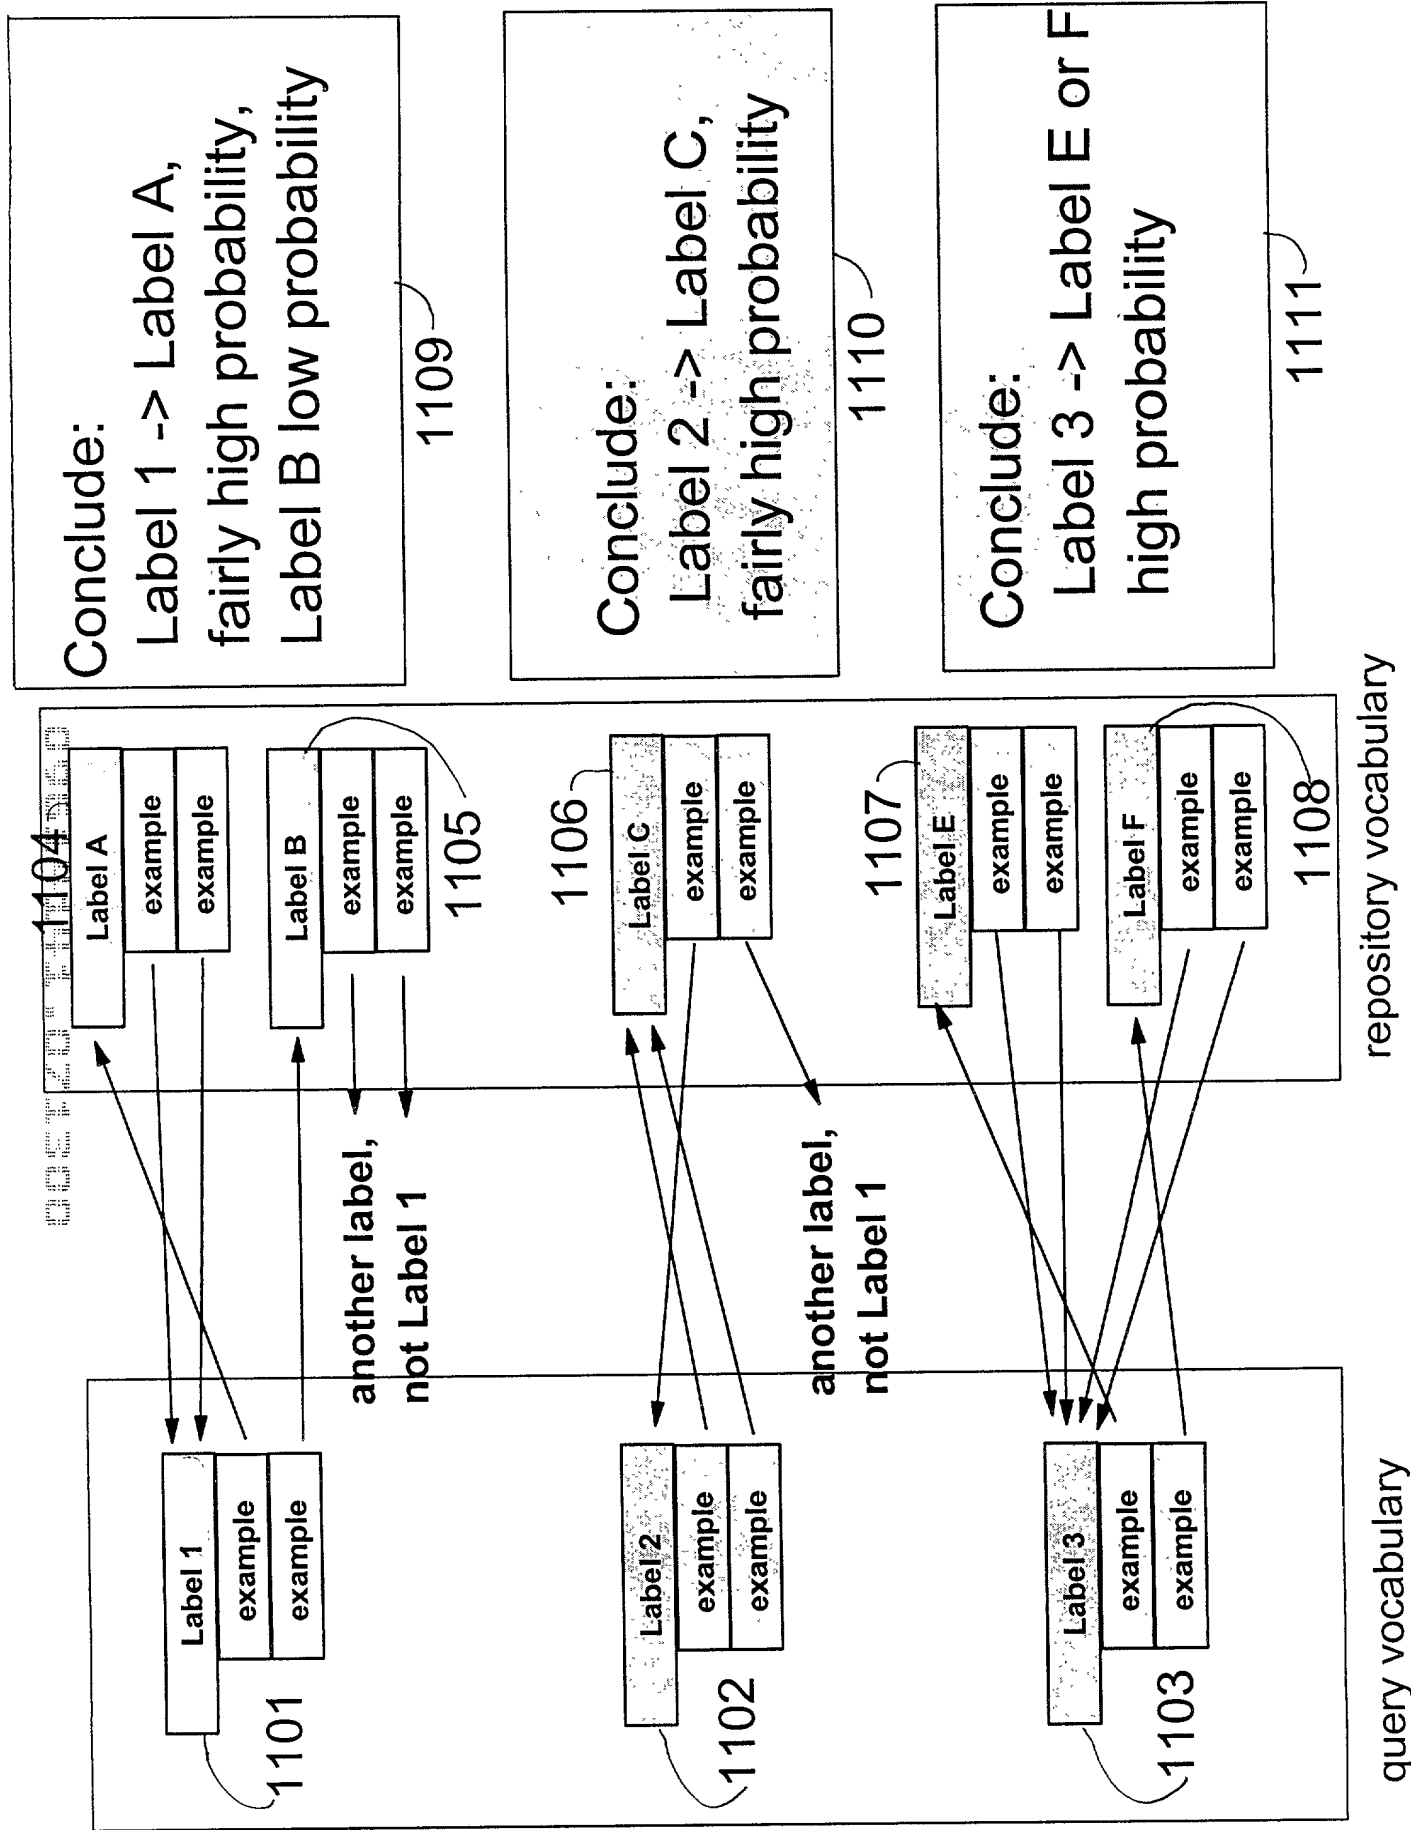 Label 1
example
example
1101
Label 2
example
example
1102
Label 3
example
example
1103
query vocabulary
another label,
not Label 1
another label,
not Label 1
1104
Label A
example
example
Label B
example
example
1105
1106
Label C
example
example
1107
Label E
example
example
Label F
example
example
1108
repository vocabulary
Conclude:
Label 1 -> Label A,
fairly high probability,
Label B low probability
1109
Conclude:
Label 2 -> Label C,
fairly high probability
1110
Conclude:
Label 3 -> Label E or F
high probability
1111